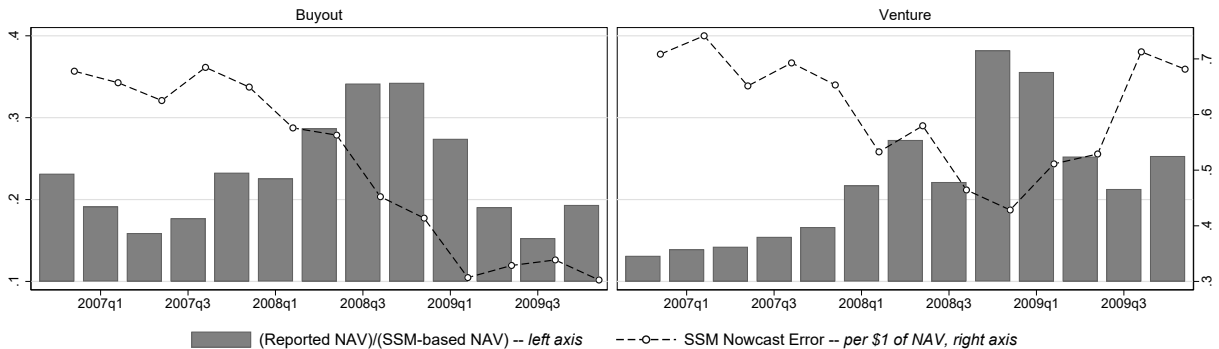 Buyout
Venture
.4
.3
.2
.1
.7
.6
.5
.4
.3
2007q1 2007q3 2008q1 2008q3 2009q1 2009q3
2007q1 2007q3 2008q1 2008q3 2009q1 2009q3
(Reported NAV)/(SSM-based NAV) -- left axis
SSM Nowcast Error -- per $1 of NAV, right axis